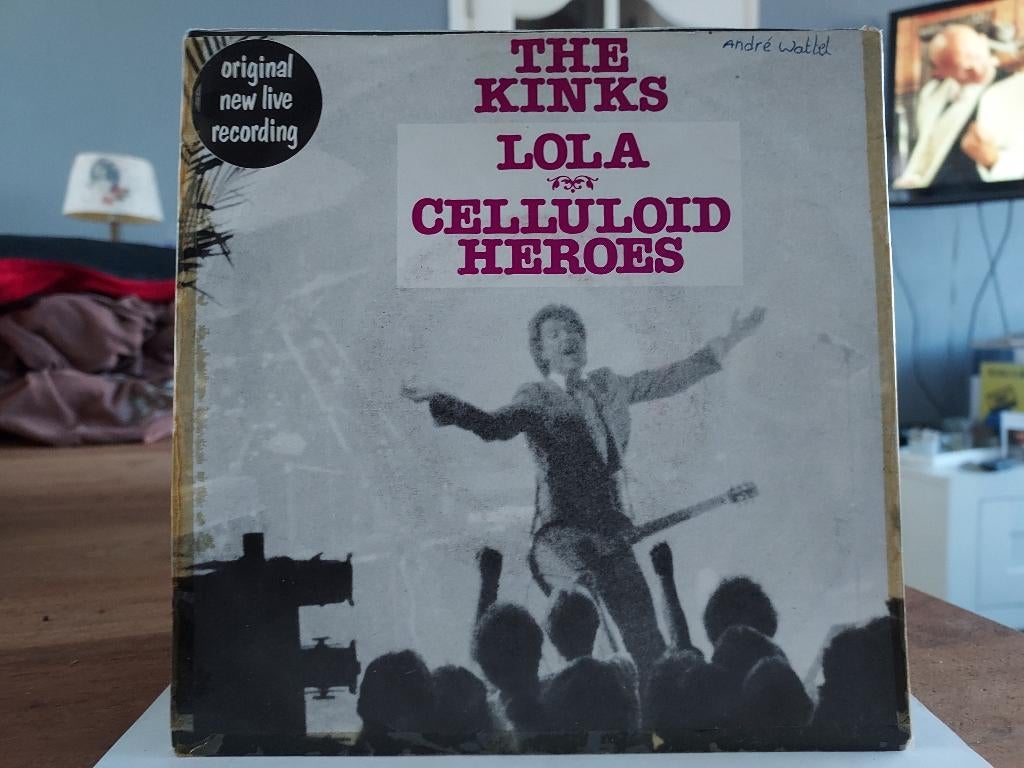 original
new live
recording
THE
KINKS
LOLA
CELLULOID
HEROES
André Wattel